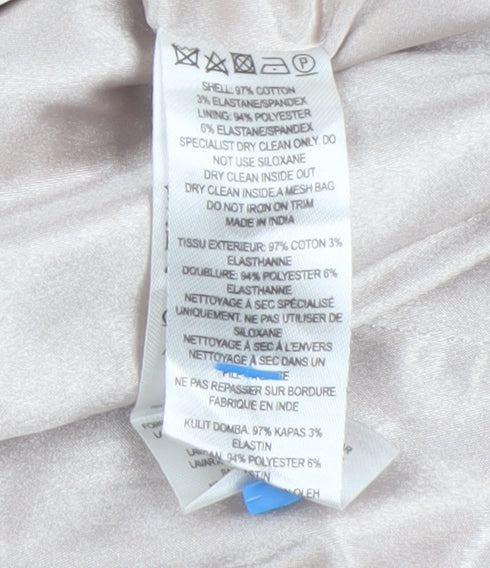 P
SHELL: 97% COTTON
3% ELASTANE/SPANDEX
LINING: 94% POLYESTER
6% ELASTANE/SPANDEX
SPECIALIST DRY CLEAN ONLY. DO
NOT USE SILOXANE
DRY CLEAN INSIDE OUT
DRY CLEAN INSIDE A MESH BAG
DO NOT IRON ON TRIM
MADE IN INDIA
TISSU EXTERIEUR: 97% COTON 3%
ELASTHANNE
DOUBLURE: 94% POLYESTER 6%
ELASTHANNE
NETTOYAGE À SEC SPÉCIALISÉ
UNIQUEMENT. NE PAS UTILISER DE
SILOXANE
NETTOYAGE À SEC À L'ENVERS
NETTOYAGE À SEC DANS UN
NE PAS REPASSER SUR BORDURE
FABRIQUE EN INDE
KULIT DOMBA: 97% KAPAS 3%
ELASTIN
94% POLYESTER 6%